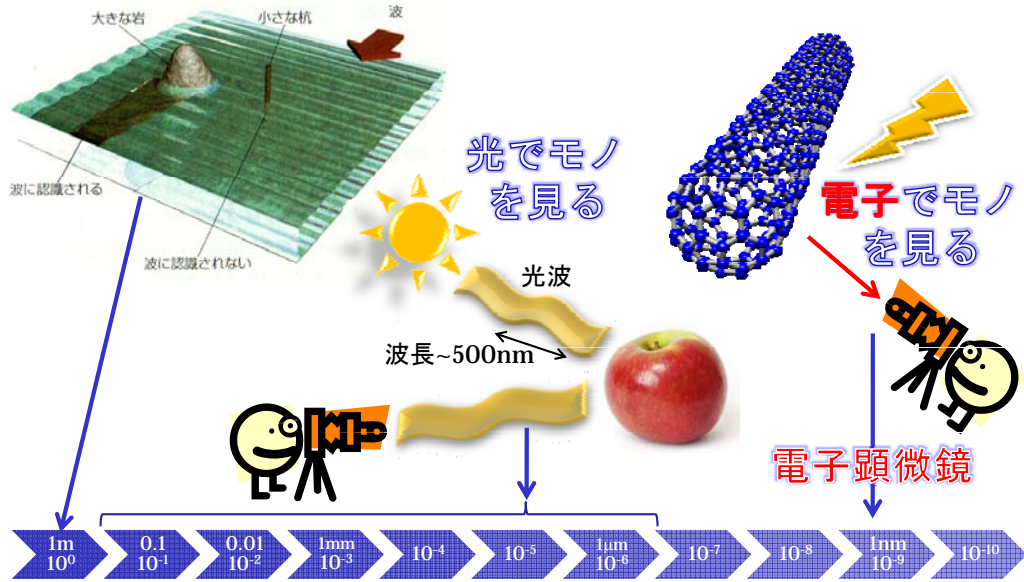 大きな岩
小さな杭
波
波に認識される
波に認識されない
光でモノ
を見る
光波
波長~500nm
電子でモノ
を見る
電子顕微鏡
1m
10⁰
0.1
10⁻¹
0.01
10⁻²
1mm
10⁻³
10⁻⁴
10⁻⁵
1μm
10⁻⁶
10⁻⁷
10⁻⁸
1nm
10⁻⁹
10⁻¹⁰